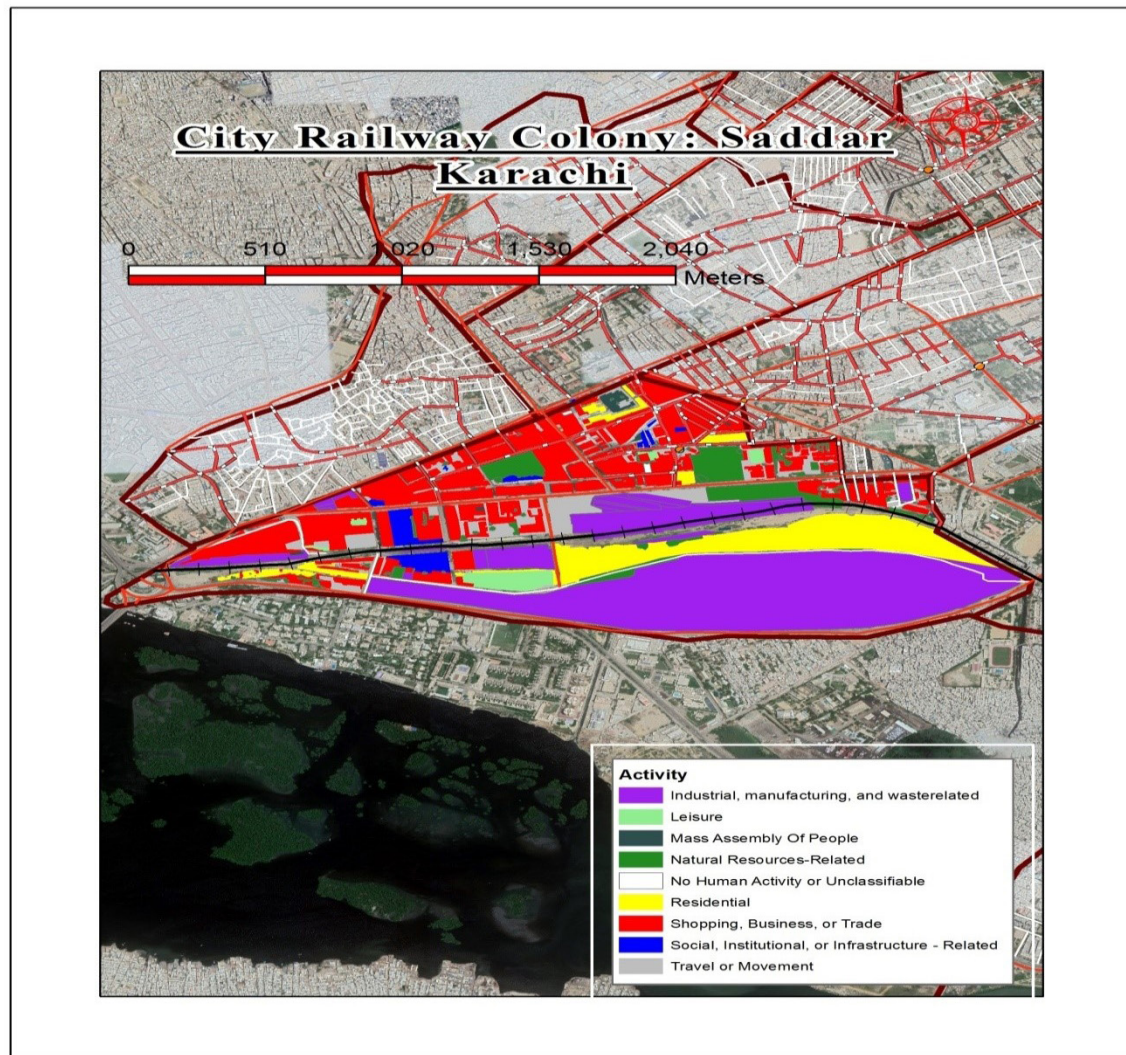 City Railway Colony: Saddar
Karachi
0 510 1,020 1,530 2,040
Meters
Activity
Industrial, manufacturing, and wasterelated
Leisure
Mass Assembly Of People
Natural Resources-Related
No Human Activity or Unclassifiable
Residential
Shopping, Business, or Trade
Social, Institutional, or Infrastructure - Related
Travel or Movement